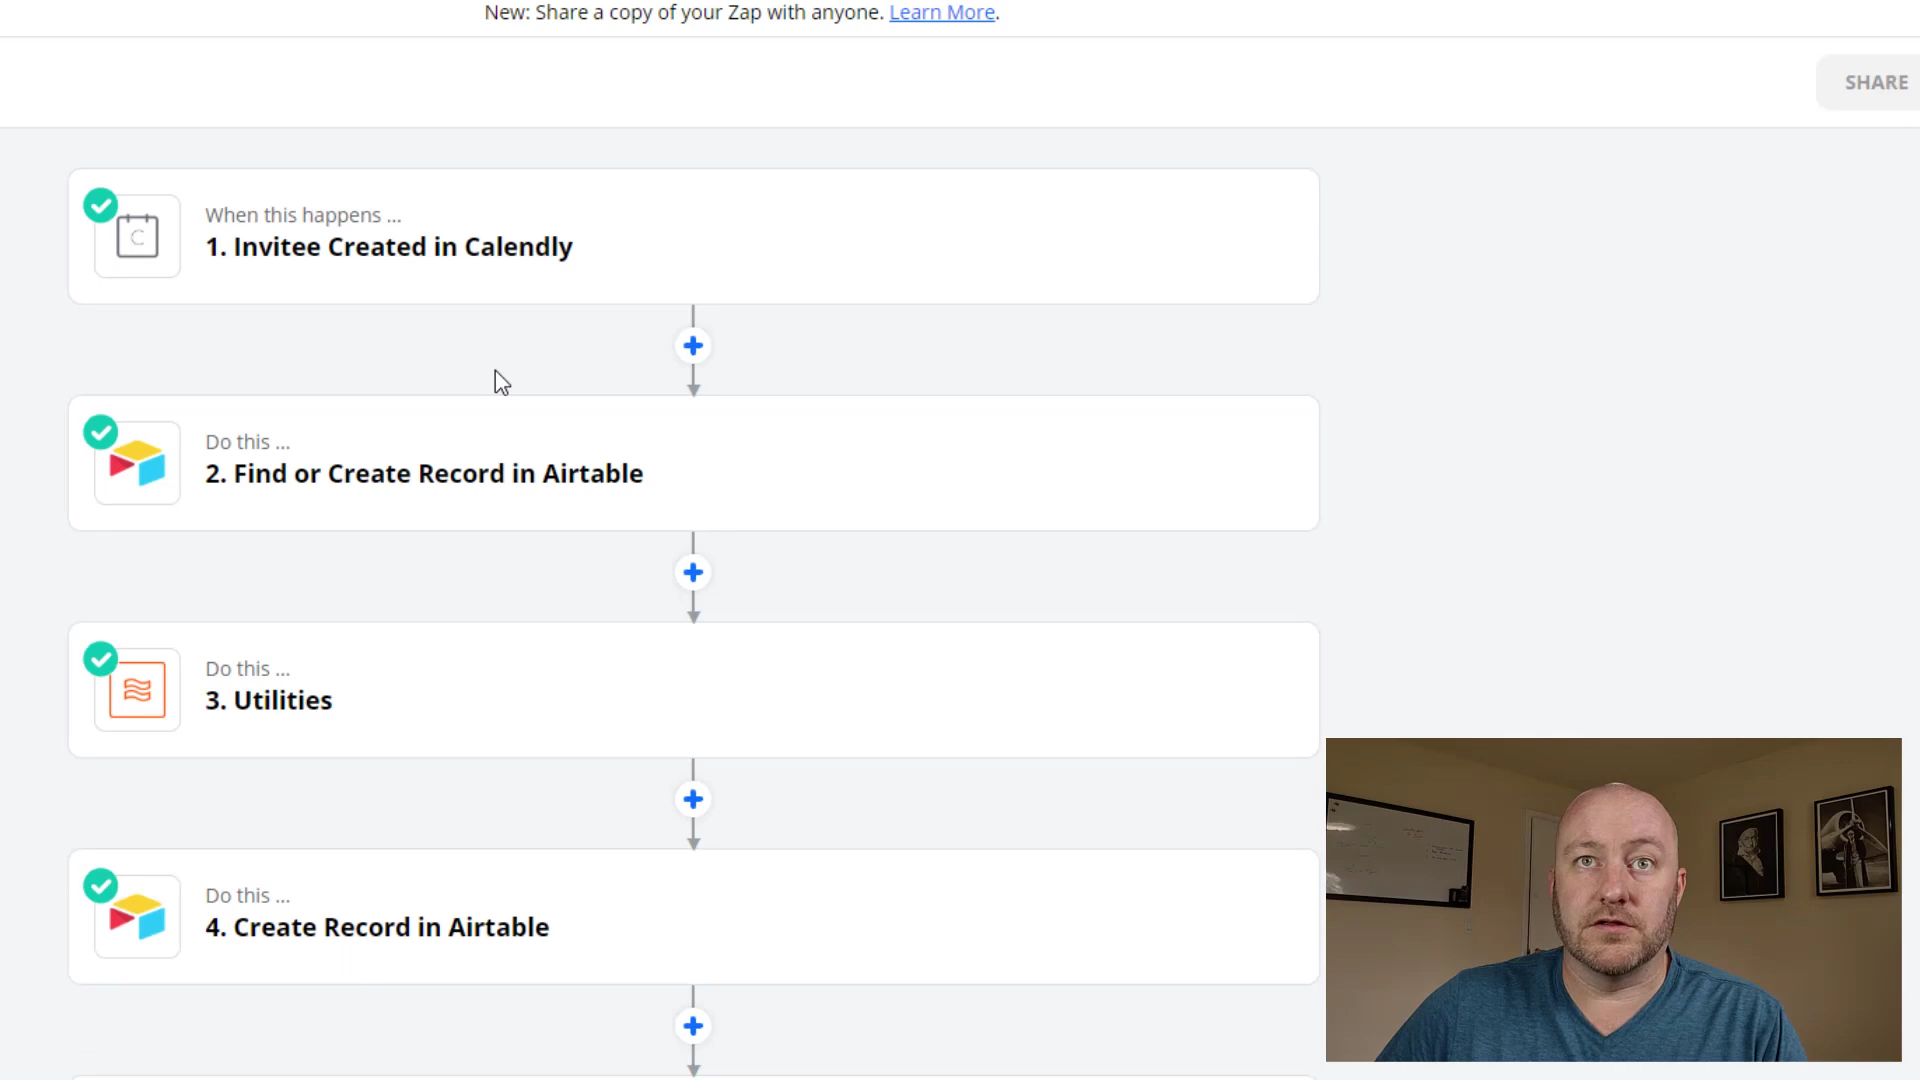 New: Share a copy of your Zap with anyone. Learn More.
SHARE
When this happens ...
1. Invitee Created in Calendly
Do this ...
2. Find or Create Record in Airtable
Do this ...
3. Utilities
Do this ...
4. Create Record in Airtable